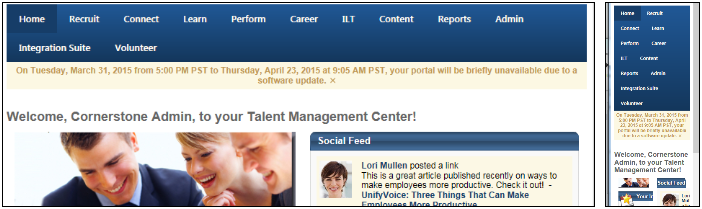 Home Recruit Connect Learn Perform Career ILT Content Reports Admin
Integration Suite Volunteer
On Tuesday, March 31, 2015 from 5:00 PM PST to Thursday, April 23, 2015 at 9:05 AM PST, your portal will be briefly unavailable due to a
software update. ×
Welcome, Cornerstone Admin, to your Talent Management Center!
Social Feed
Lori Mullen posted a link
This is a great article published recently on ways to
make employees more productive. Check it out! -
UnifyVoice: Three Things That Can Make
Employees More Productive
Home Recruit
Connect Learn
Perform Career
ILT Content
Reports Admin
Integration Suite
Volunteer
On Tuesday, March 31, 2015 from
5:00 PM PST to Thursday, April
23, 2015 at 9:05 AM PST, your
portal will be briefly unavailable
due to a software update. ×
Welcome, Cornerstone
Admin, to your Talent
Management Center!
Social Feed
Your In
Lori
Mul